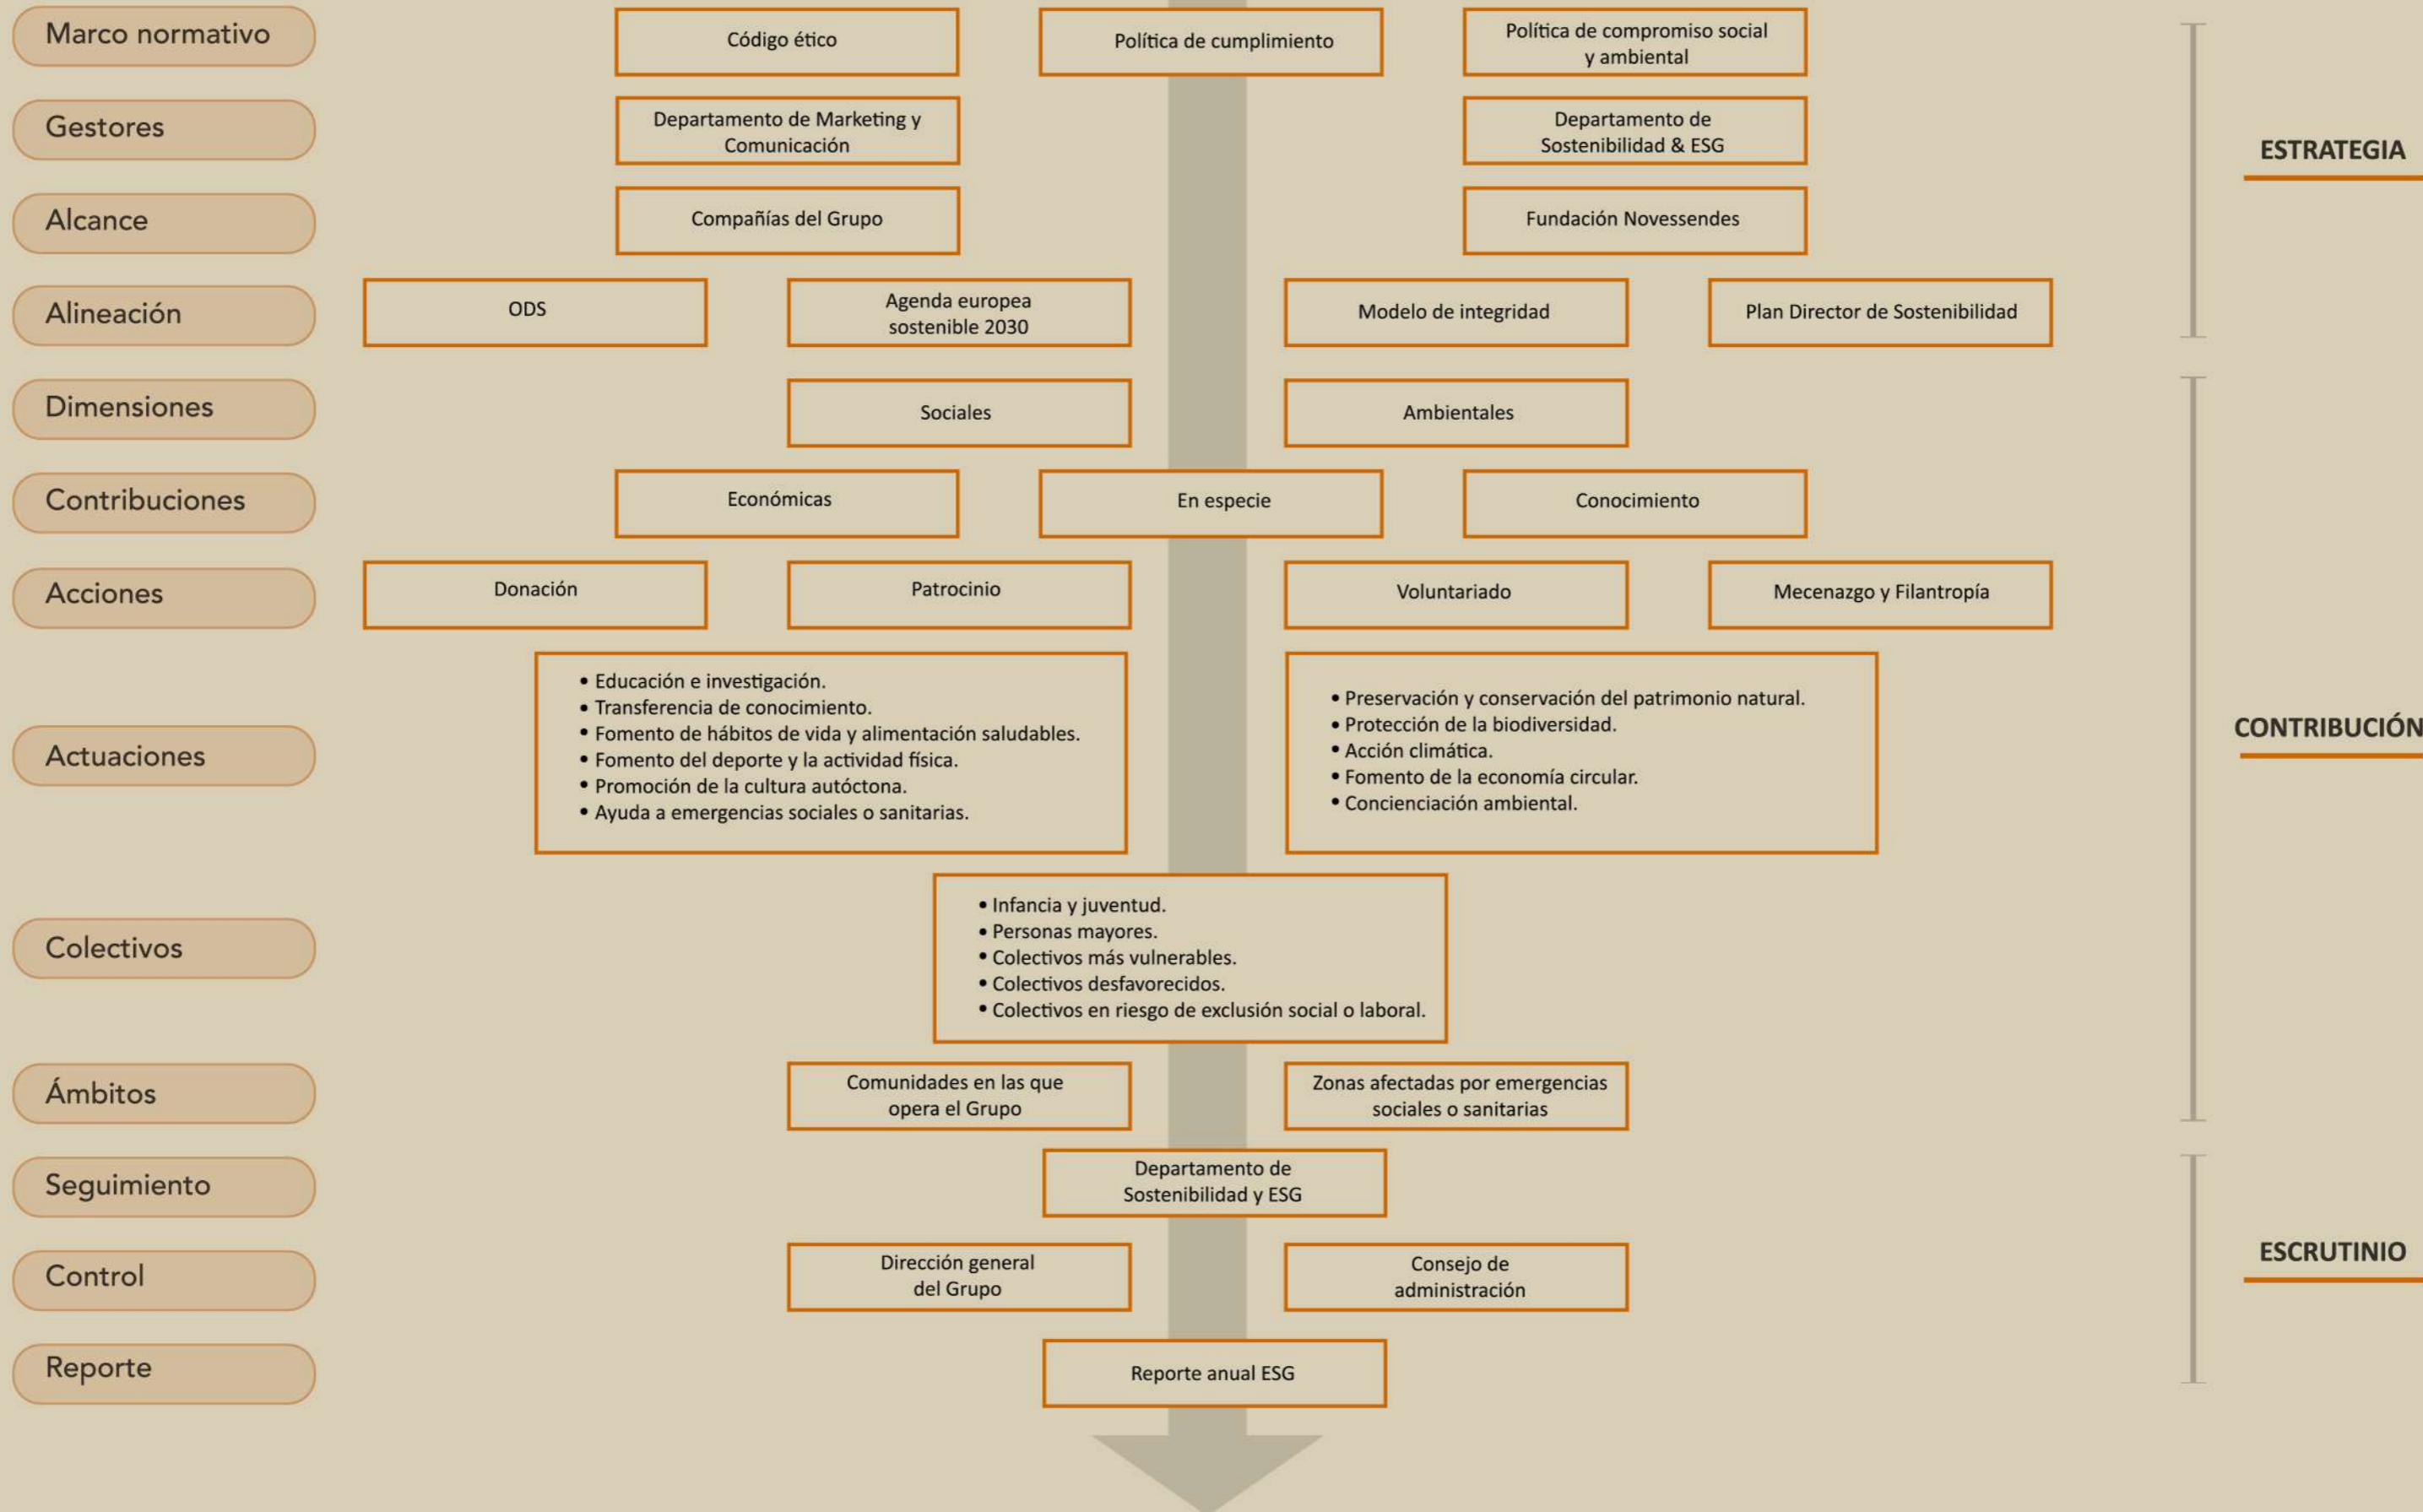 Marco normativo
Código ético
Política de cumplimiento
Política de compromiso social
y ambiental
Gestores
Departamento de Marketing y
Comunicación
Departamento de
Sostenibilidad & ESG
ESTRATEGIA
Alcance
Compañías del Grupo
Fundación Novessendes
Alineación
ODS
Agenda europea
sostenible 2030
Modelo de integridad
Plan Director de Sostenibilidad
Dimensiones
Sociales
Ambientales
Contribuciones
Económicas
En especie
Conocimiento
Acciones
Donación
Patrocinio
Voluntariado
Mecenazgo y Filantropía
Actuaciones
• Educación e investigación.
• Transferencia de conocimiento.
• Fomento de hábitos de vida y alimentación saludables.
• Fomento del deporte y la actividad física.
• Promoción de la cultura autóctona.
• Ayuda a emergencias sociales o sanitarias.
• Preservación y conservación del patrimonio natural.
• Protección de la biodiversidad.
• Acción climática.
• Fomento de la economía circular.
• Concienciación ambiental.
CONTRIBUCIÓN
Colectivos
• Infancia y juventud.
• Personas mayores.
• Colectivos más vulnerables.
• Colectivos desfavorecidos.
• Colectivos en riesgo de exclusión social o laboral.
Ámbitos
Comunidades en las que
opera el Grupo
Zonas afectadas por emergencias
sociales o sanitarias
Seguimiento
Departamento de
Sostenibilidad y ESG
Control
Dirección general
del Grupo
Consejo de
administración
ESCRUTINIO
Reporte
Reporte anual ESG